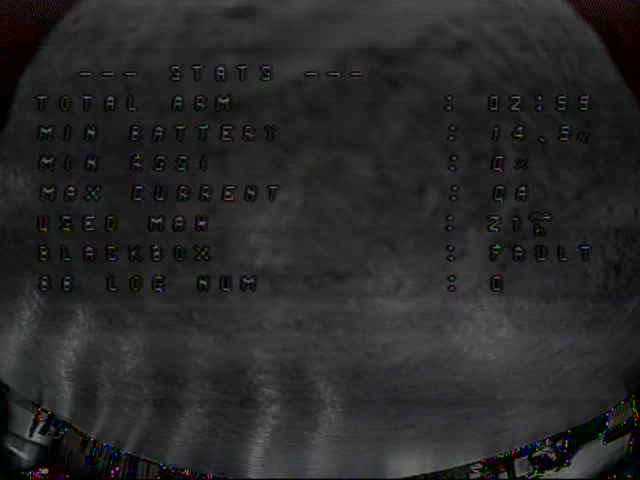 --- STATS ---
TOTAL ARM : 02:55
MIN BATTERY : 14.5V
MIN RSSI : 0%
MAX CURRENT : 0A
USED MAH : 21
BLACKBOX : FAULT
BB LOG NUM : 0